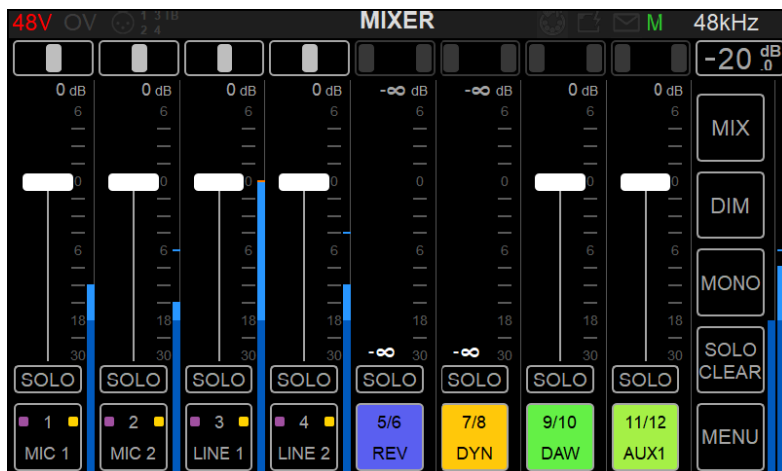 48V OV 1 3 TB MIXER M 48kHz
2 4
-20 dB
.0
0 dB 0 dB 0 dB 0 dB -∞ dB -∞ dB 0 dB 0 dB
6 6 6 6 6 6 6 6
MIX
0 0 0 0 0 0 0 0
DIM
6 6 6 6 6 6 6 6
MONO
18 18 18 18 18 18 18 18
30 30 30 30 -∞ 30 -∞ 30 30 30
SOLO
CLEAR
SOLO SOLO SOLO SOLO SOLO SOLO SOLO SOLO
1 2 3 4 5/6 7/8 9/10 11/12
MENU
MIC 1 MIC 2 LINE 1 LINE 2 REV DYN DAW AUX1